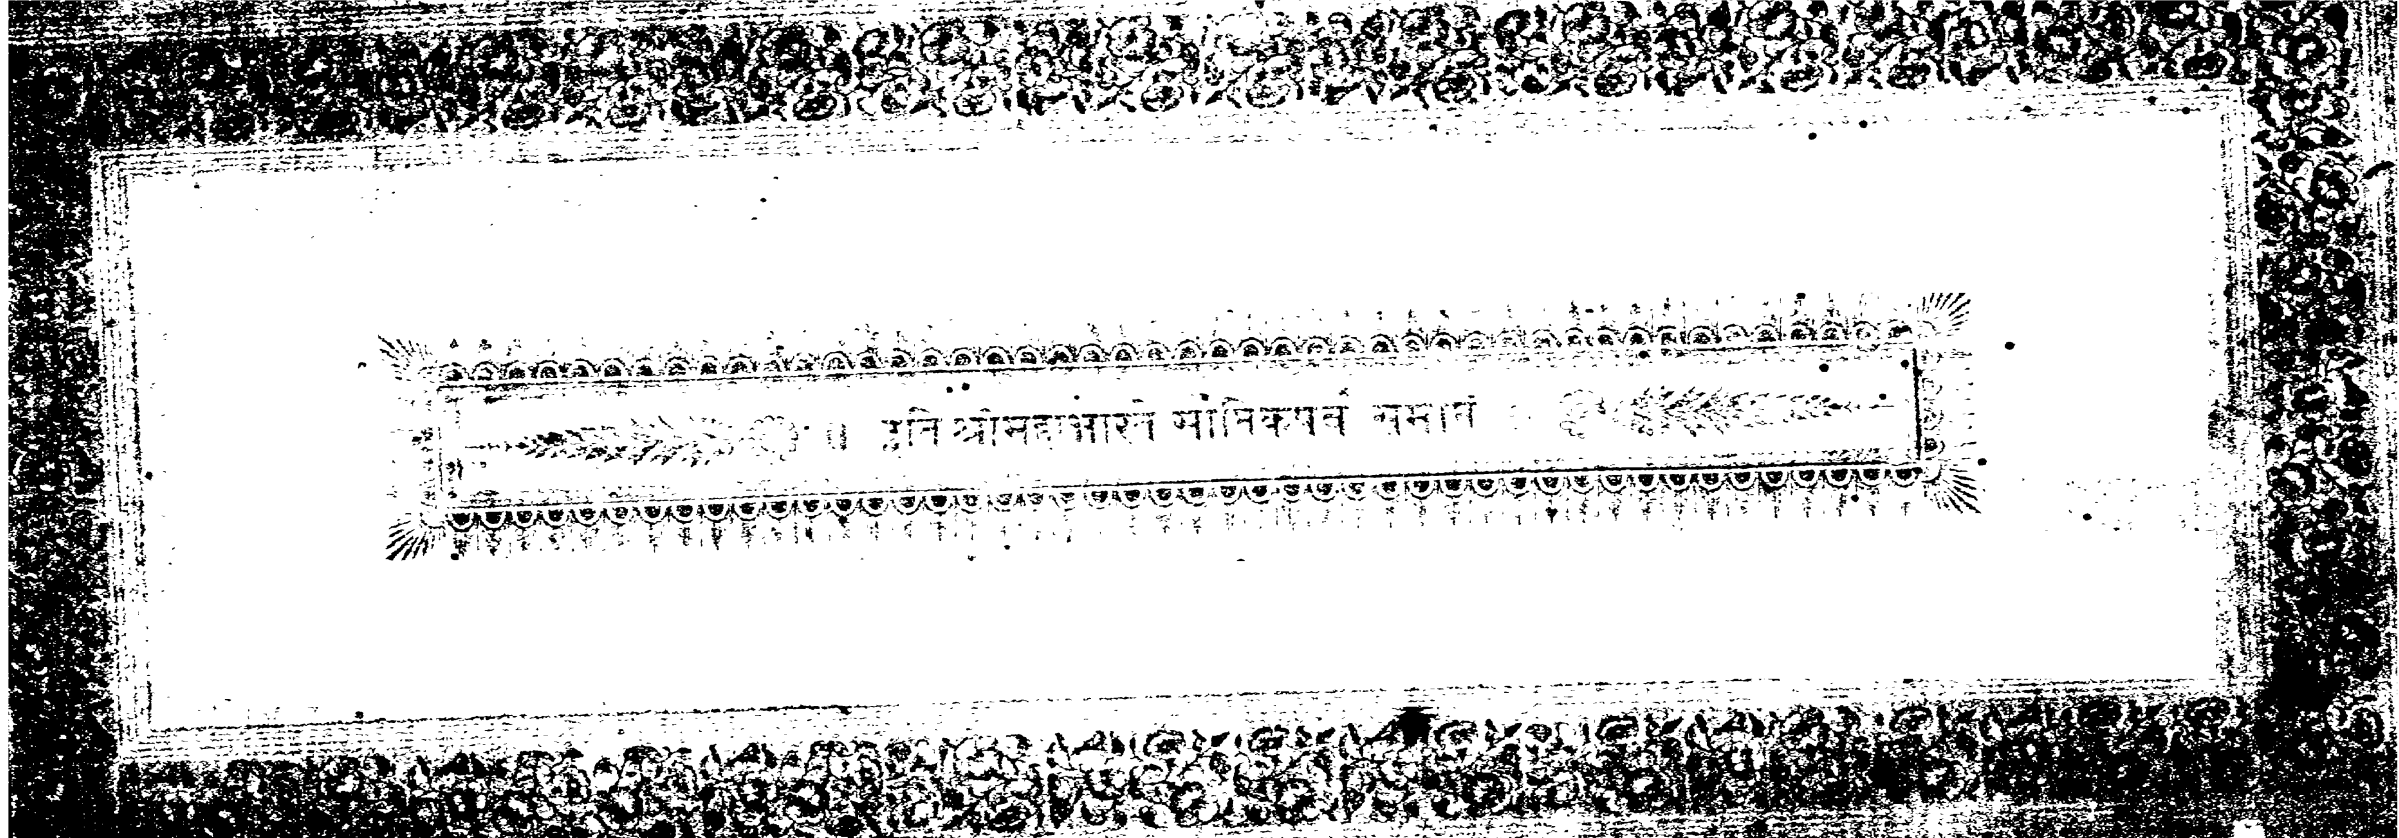 ॥ इति श्रीमहाभारते सौप्तिकपर्व समाप्तं ॥